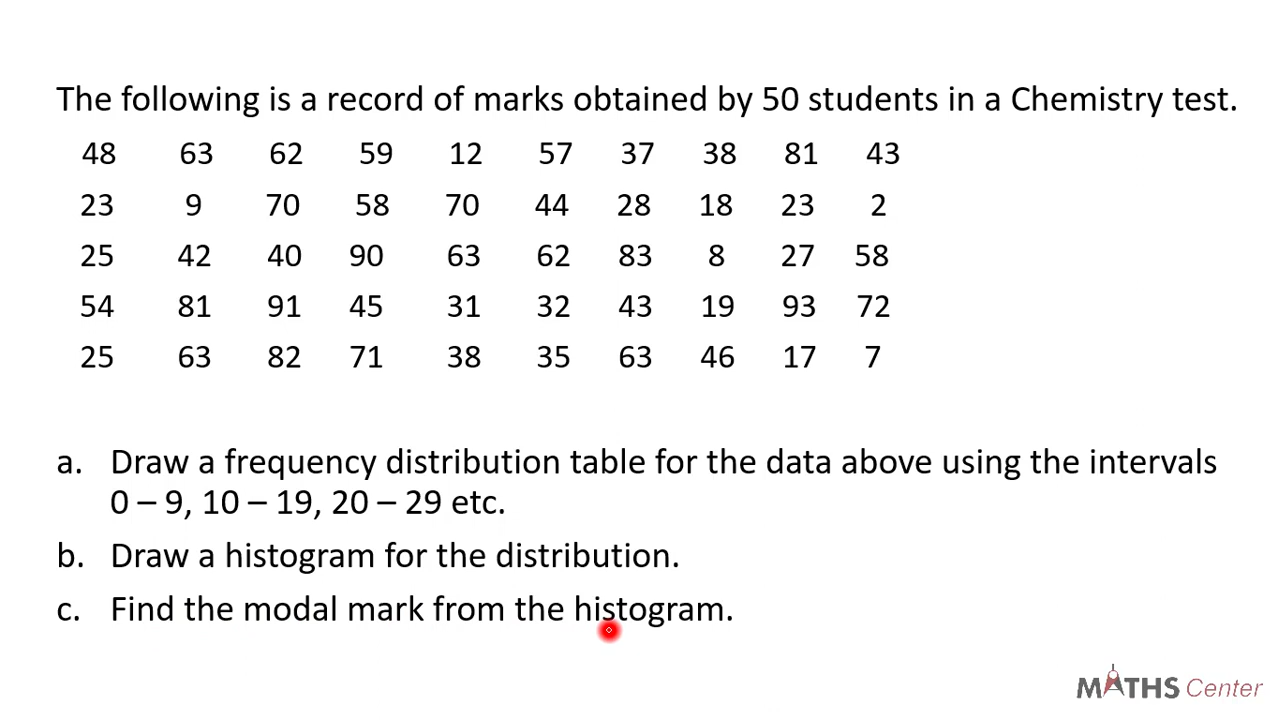 The following is a record of marks obtained by 50 students in a Chemistry test.
48 63 62 59 12 57 37 38 81 43
23 9 70 58 70 44 28 18 23 2
25 42 40 90 63 62 83 8 27 58
54 81 91 45 31 32 43 19 93 72
25 63 82 71 38 35 63 46 17 7
a. Draw a frequency distribution table for the data above using the intervals
0 – 9, 10 – 19, 20 – 29 etc.
b. Draw a histogram for the distribution.
c. Find the modal mark from the histogram.
MATHS Center